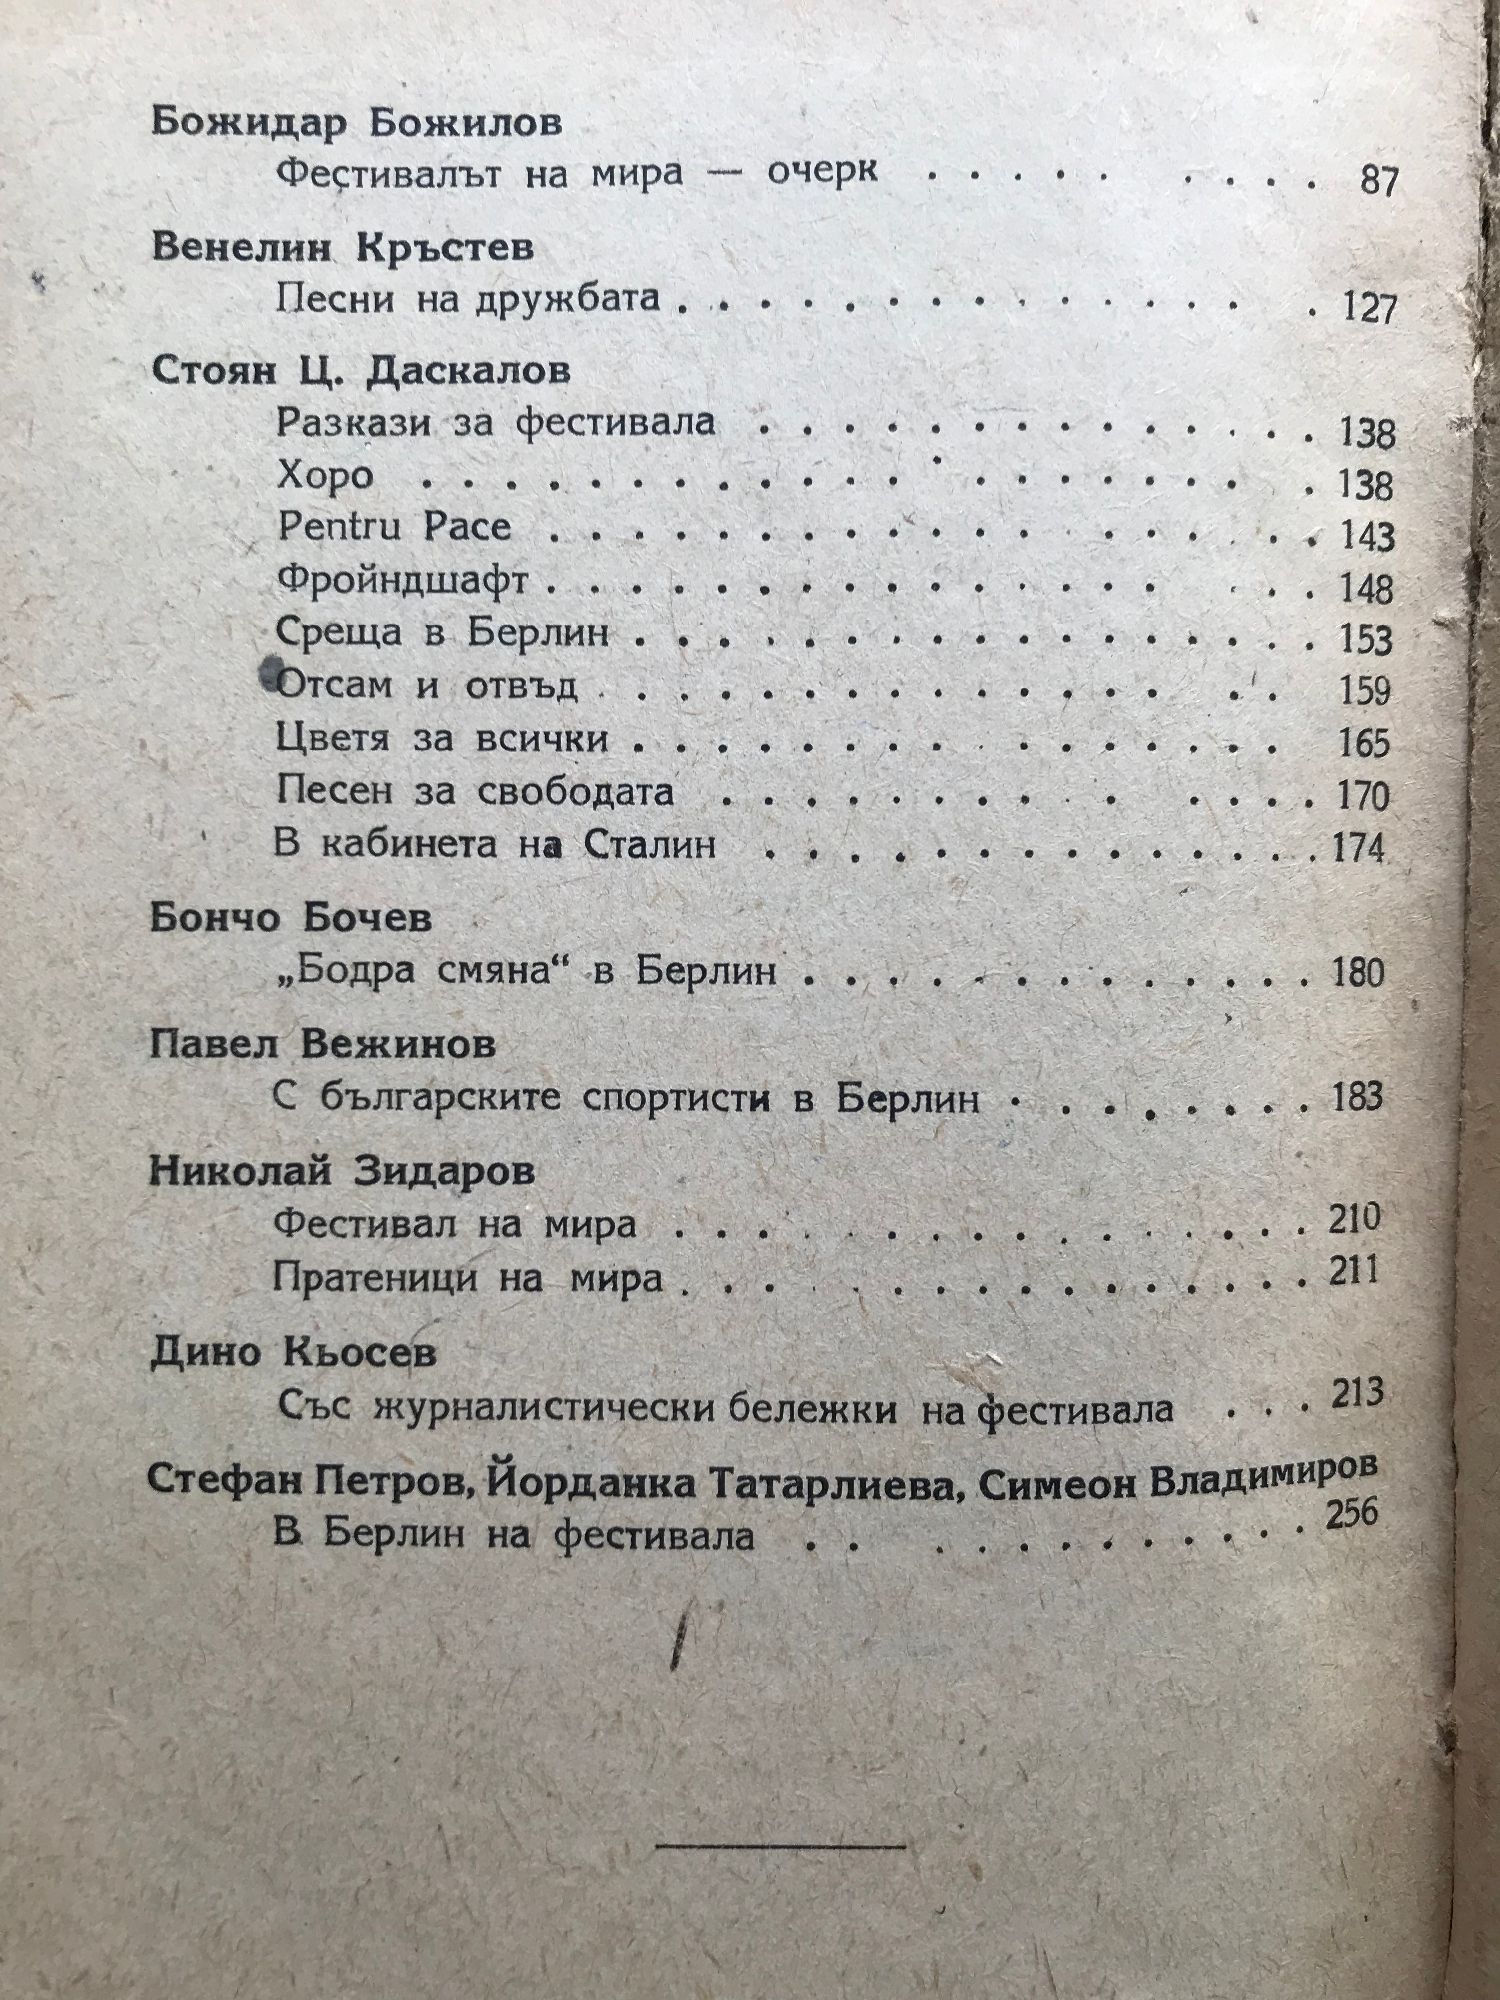 Божидар Божилов
Фестивалът на мира — очерк . . . . . . . . . 87
Венелин Кръстев
Песни на дружбата . . . . . . . . . . . . . . . 127
Стоян Ц. Даскалов
Разкази за фестивала . . . . . . . . . . . . . . 138
Хоро . . . . . . . . . . . . . . . . . . . . 138
Pentru Pace . . . . . . . . . . . . . . . . . . 143
Фройндшафт . . . . . . . . . . . . . . . . . . 148
Среща в Берлин . . . . . . . . . . . . . . . . . 153
Отсам и отвъд . . . . . . . . . . . . . . . . 159
Цветя за всички . . . . . . . . . . . . . . . . 165
Песен за свободата . . . . . . . . . . . . . . 170
В кабинета на Сталин . . . . . . . . . . . . . . 174
Бончо Бочев
„Бодра смяна“ в Берлин . . . . . . . . . . . . . 180
Павел Вежинов
С българските спортисти в Берлин . . . . . . . . 183
Николай Зидаров
Фестивал на мира . . . . . . . . . . . . . . . . 210
Пратеници на мира . . . . . . . . . . . . . . . 211
Дино Кьосев
Със журналистически бележки на фестивала . . . 213
Стефан Петров, Йорданка Татарлиева, Симеон Владимиров
В Берлин на фестивала . . . . . . . . . . . 256